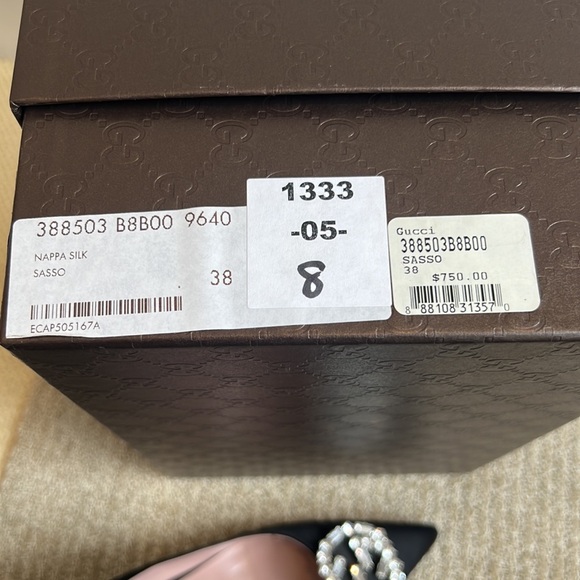 388503 B8B00 9640
NAPPA SILK
SASSO
38
ECAP505167A
1333
-05-
8
Gucci
388503B8B00
SASSO
38 $750.00
8 88108 31357 0